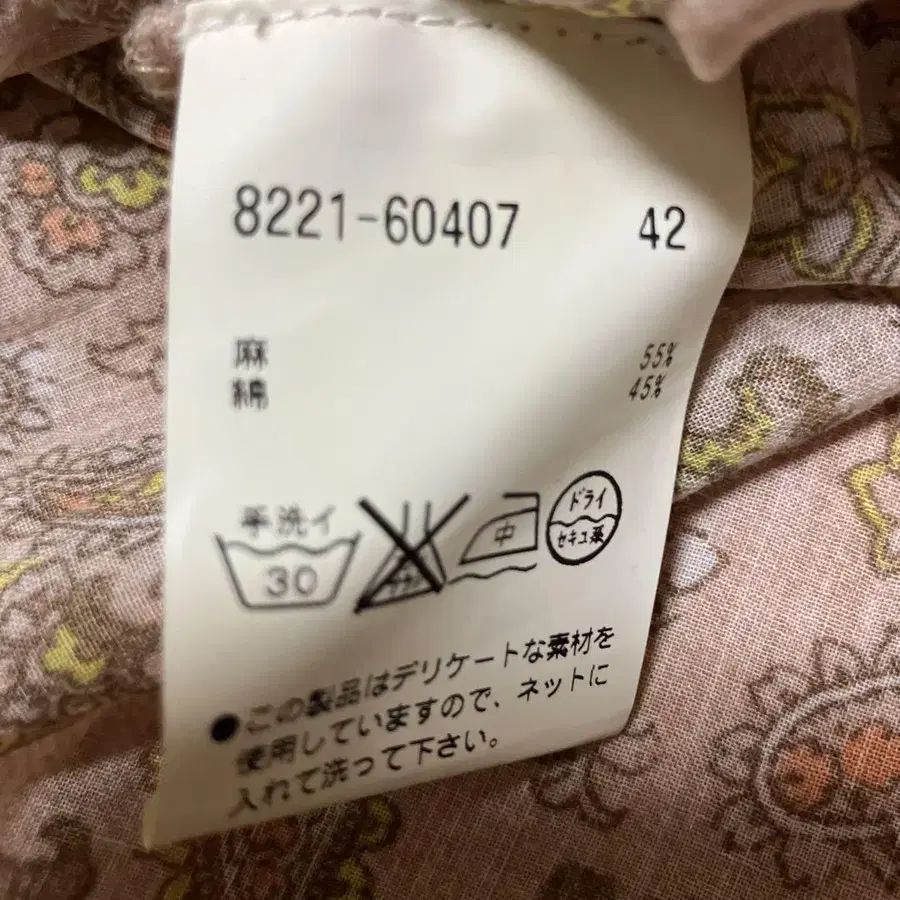 8221-60407 42
麻 55%
綿 45%
手洗イ
30
中
ドライ
セキユ系
●この製品はデリケートな素材を
使用していますので、ネットに
入れて洗って下さい。